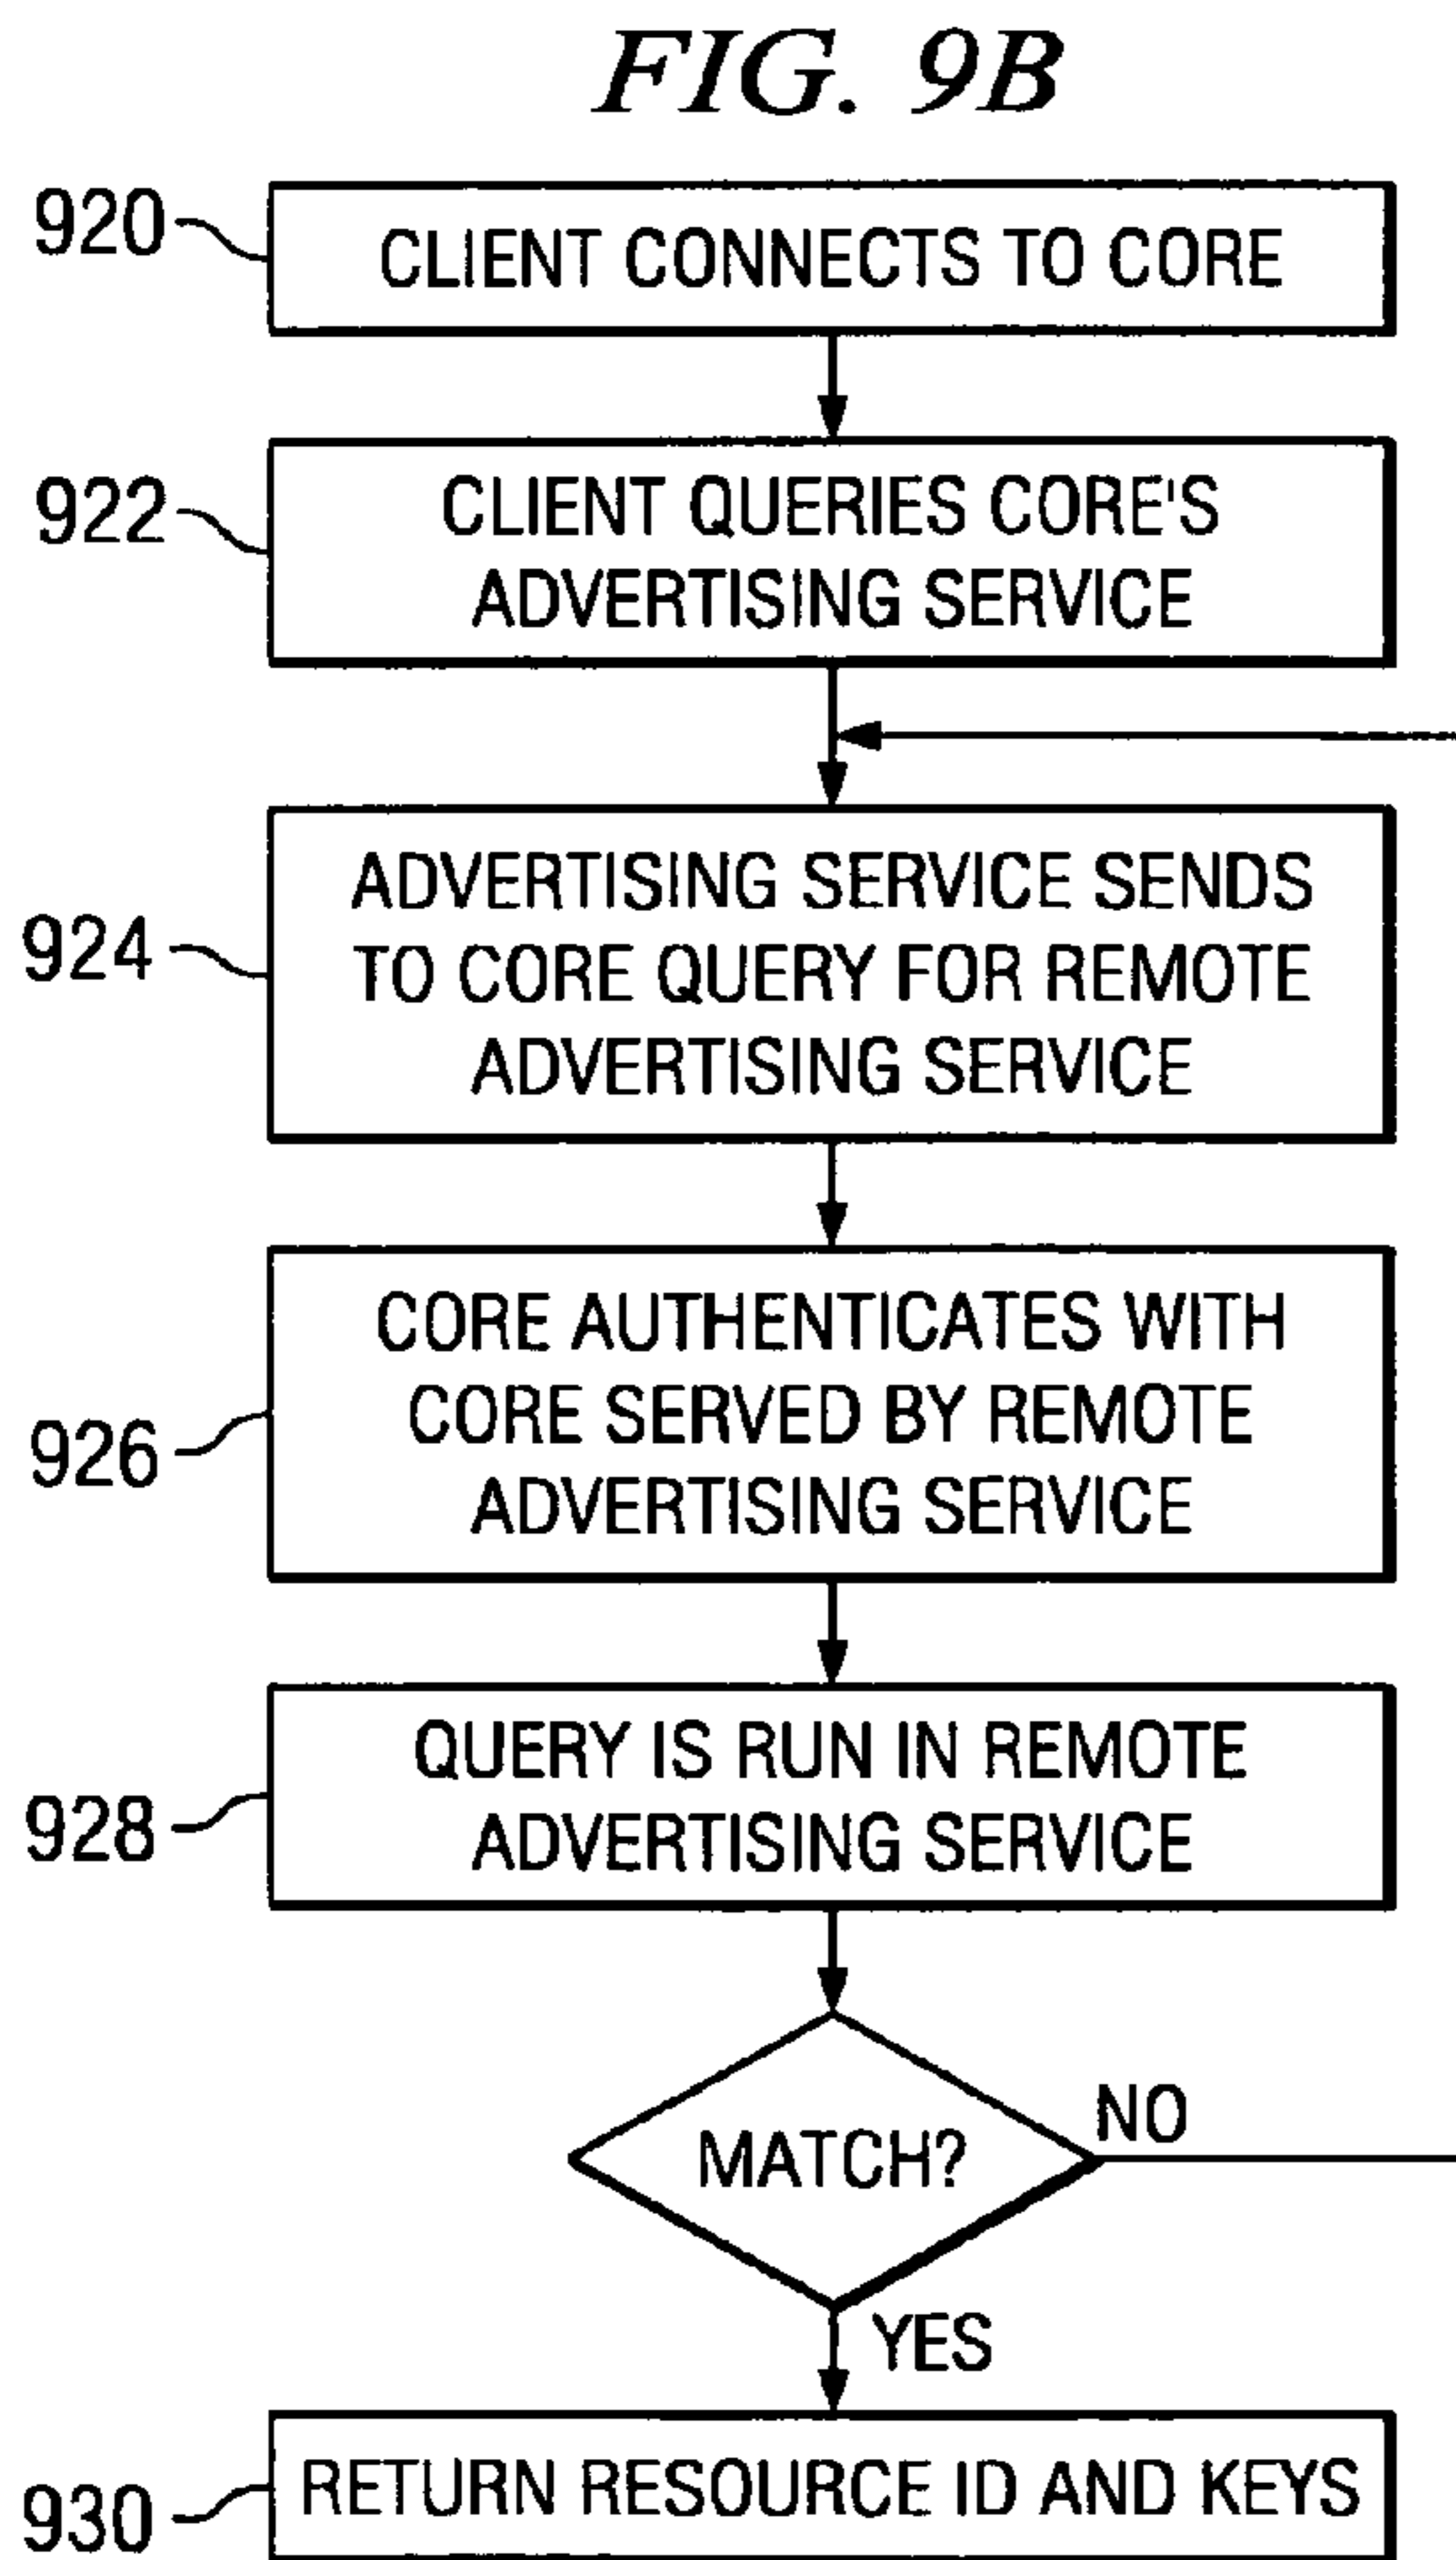 FIG. 9B
920
CLIENT CONNECTS TO CORE
922
CLIENT QUERIES CORE'S
ADVERTISING SERVICE
924
ADVERTISING SERVICE SENDS
TO CORE QUERY FOR REMOTE
ADVERTISING SERVICE
926
CORE AUTHENTICATES WITH
CORE SERVED BY REMOTE
ADVERTISING SERVICE
928
QUERY IS RUN IN REMOTE
ADVERTISING SERVICE
MATCH?
NO
YES
930
RETURN RESOURCE ID AND KEYS